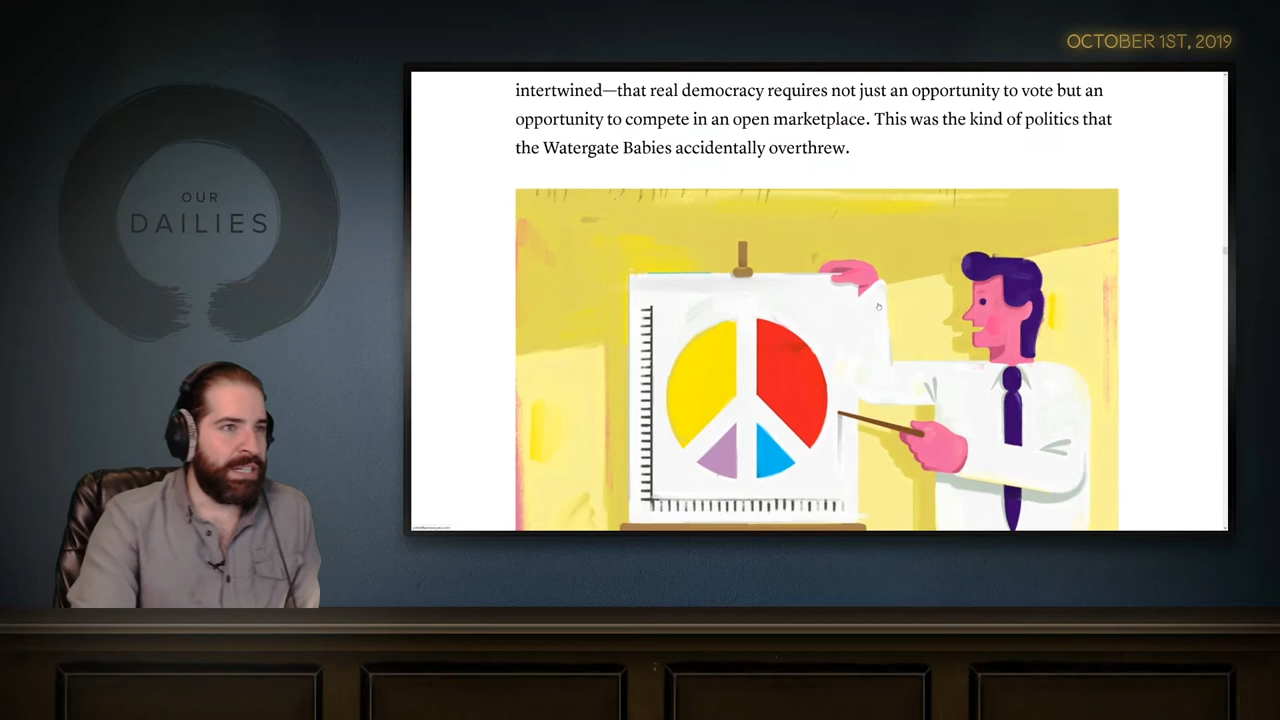 OCTOBER 1ST, 2019
OUR
DAILIES
intertwined—that real democracy requires not just an opportunity to vote but an
opportunity to compete in an open marketplace. This was the kind of politics that
the Watergate Babies accidentally overthrew.